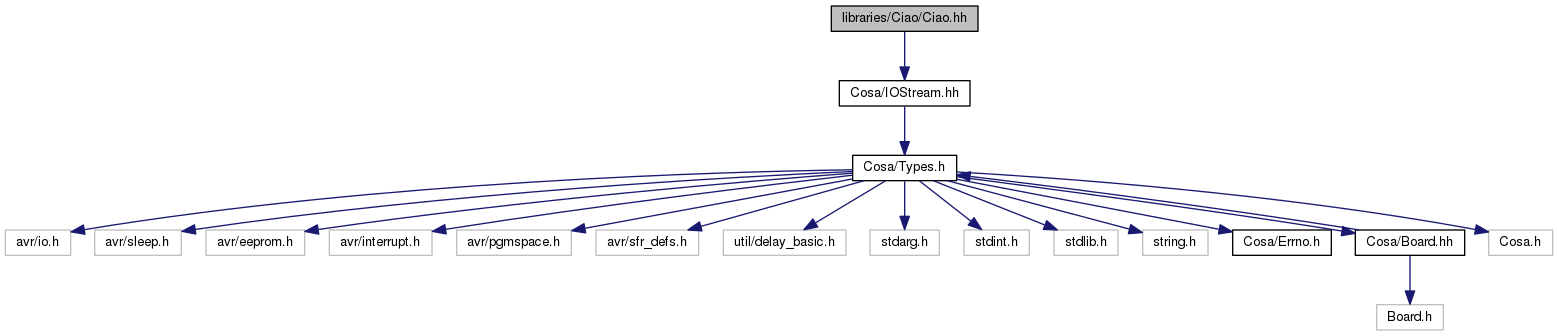 libraries/Ciao/Ciao.hh
Cosa/IOStream.hh
Cosa/Types.h
avr/io.h
avr/sleep.h
avr/eeprom.h
avr/interrupt.h
avr/pgmspace.h
avr/sfr_defs.h
util/delay_basic.h
stdarg.h
stdint.h
stdlib.h
string.h
Cosa/Errno.h
Cosa/Board.hh
Cosa.h
Board.h